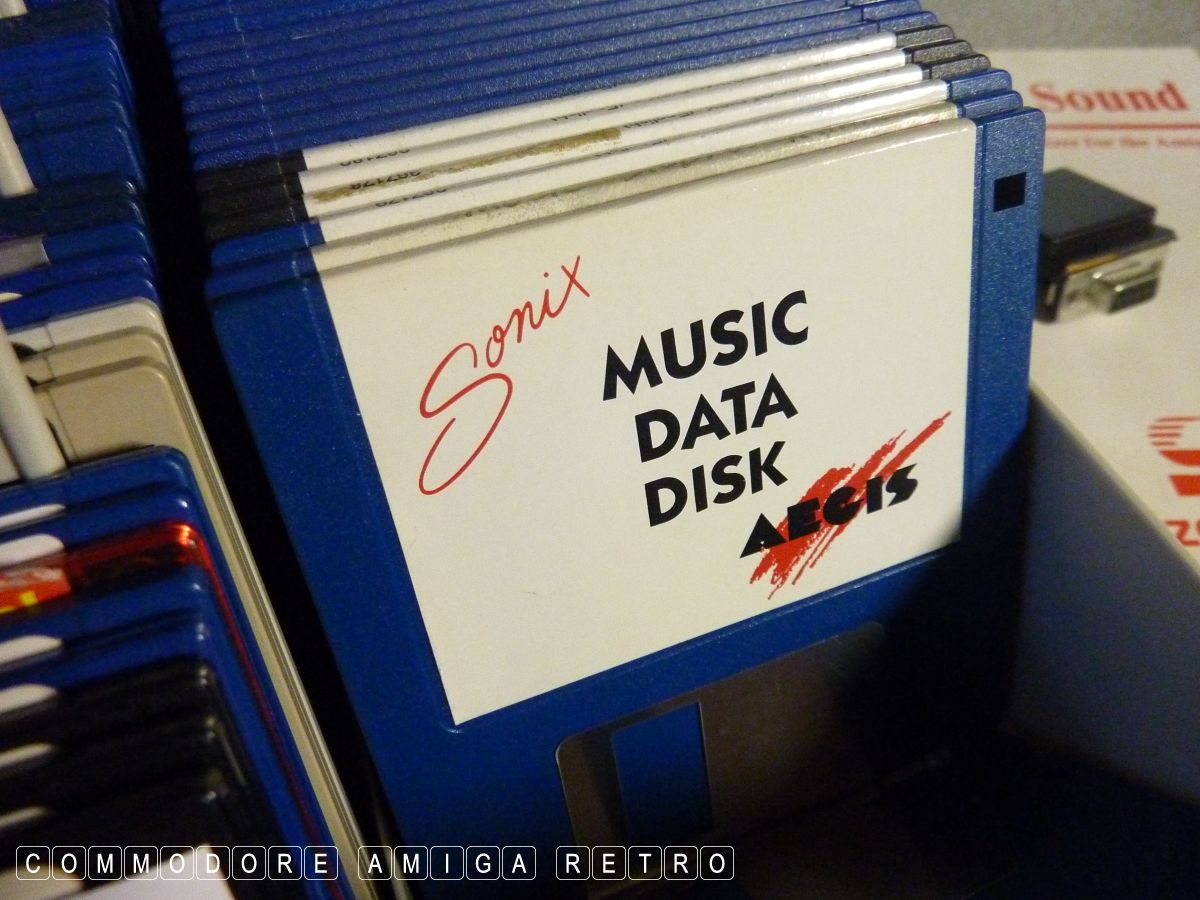 Sound
Sonix
MUSIC
DATA
DISK
AEGIS
COMMODORE AMIGA RETRO